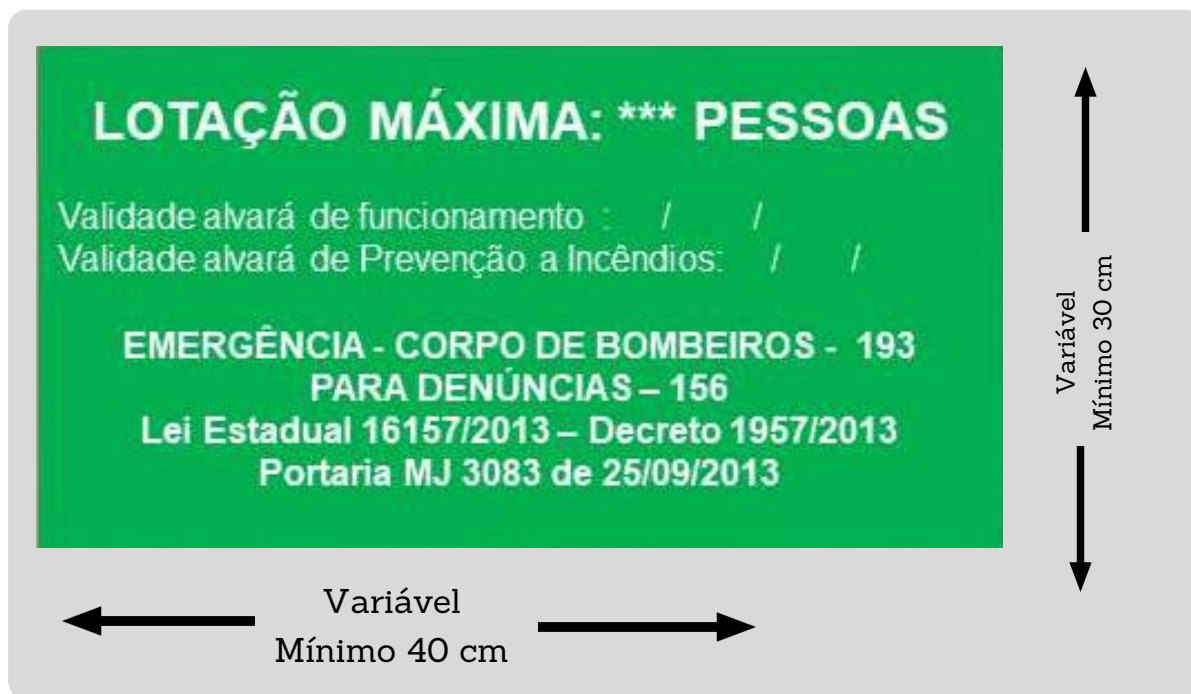 LOTAÇÃO MÁXIMA: *** PESSOAS
Validade alvará de funcionamento : / /
Validade alvará de Prevenção a Incêndios: / /
EMERGÊNCIA - CORPO DE BOMBEIROS - 193
PARA DENÚNCIAS – 156
Lei Estadual 16157/2013 – Decreto 1957/2013
Portaria MJ 3083 de 25/09/2013
Variável
Mínimo 30 cm
Variável
Mínimo 40 cm